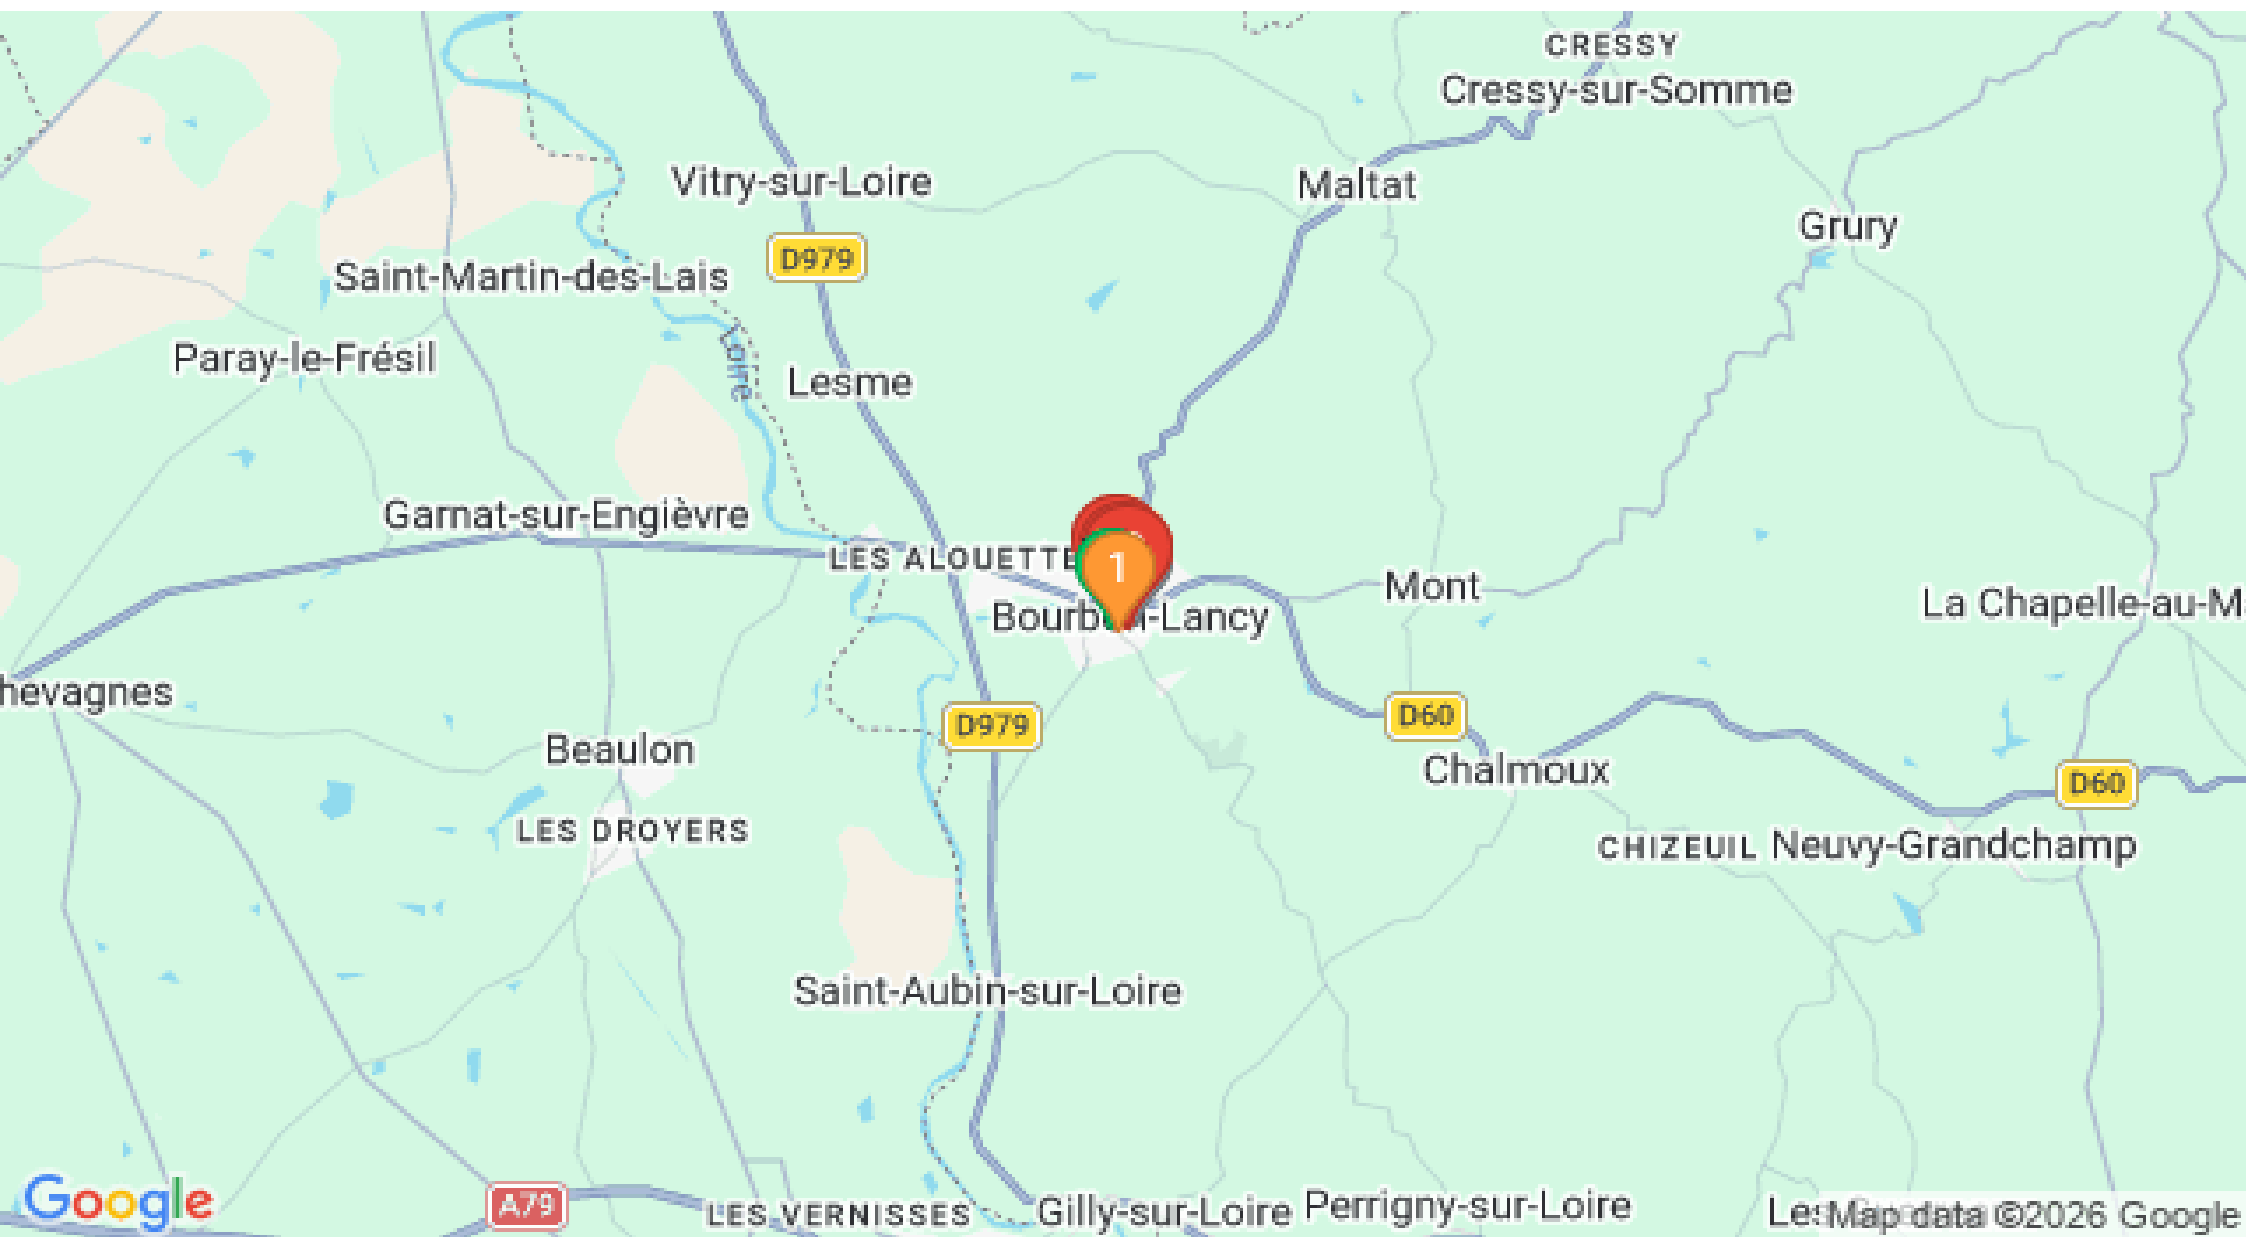 CRESSY
Cressy-sur-Somme
Vitry-sur-Loire
Maltat
Grury
D979
Saint-Martin-des-Lais
Loire
Paray-le-Frésil
Lesme
Garnat-sur-Engièvre
LES ALOUETTE
1
Mont
Bourb n-Lancy
La Chapelle-au-M
hevagnes
D979
D60
Beaulon
Chalmoux
D60
LES DROYERS
CHIZEUIL
Neuvy-Grandchamp
Saint-Aubin-sur-Loire
Google
A79
LES VERNISSES
Gilly-sur-Loire
Perrigny-sur-Loire
Les
Map data ©2026 Google